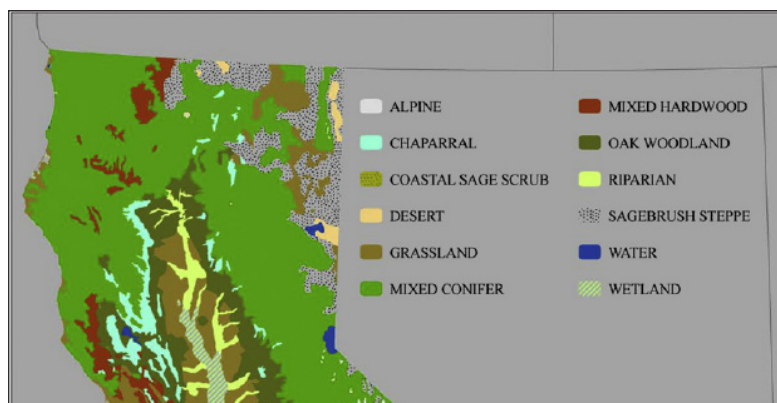 ALPINE
CHAPARRAL
COASTAL SAGE SCRUB
DESERT
GRASSLAND
MIXED CONIFER
MIXED HARDWOOD
OAK WOODLAND
RIPARIAN
SAGEBRUSH STEPPE
WATER
WETLAND